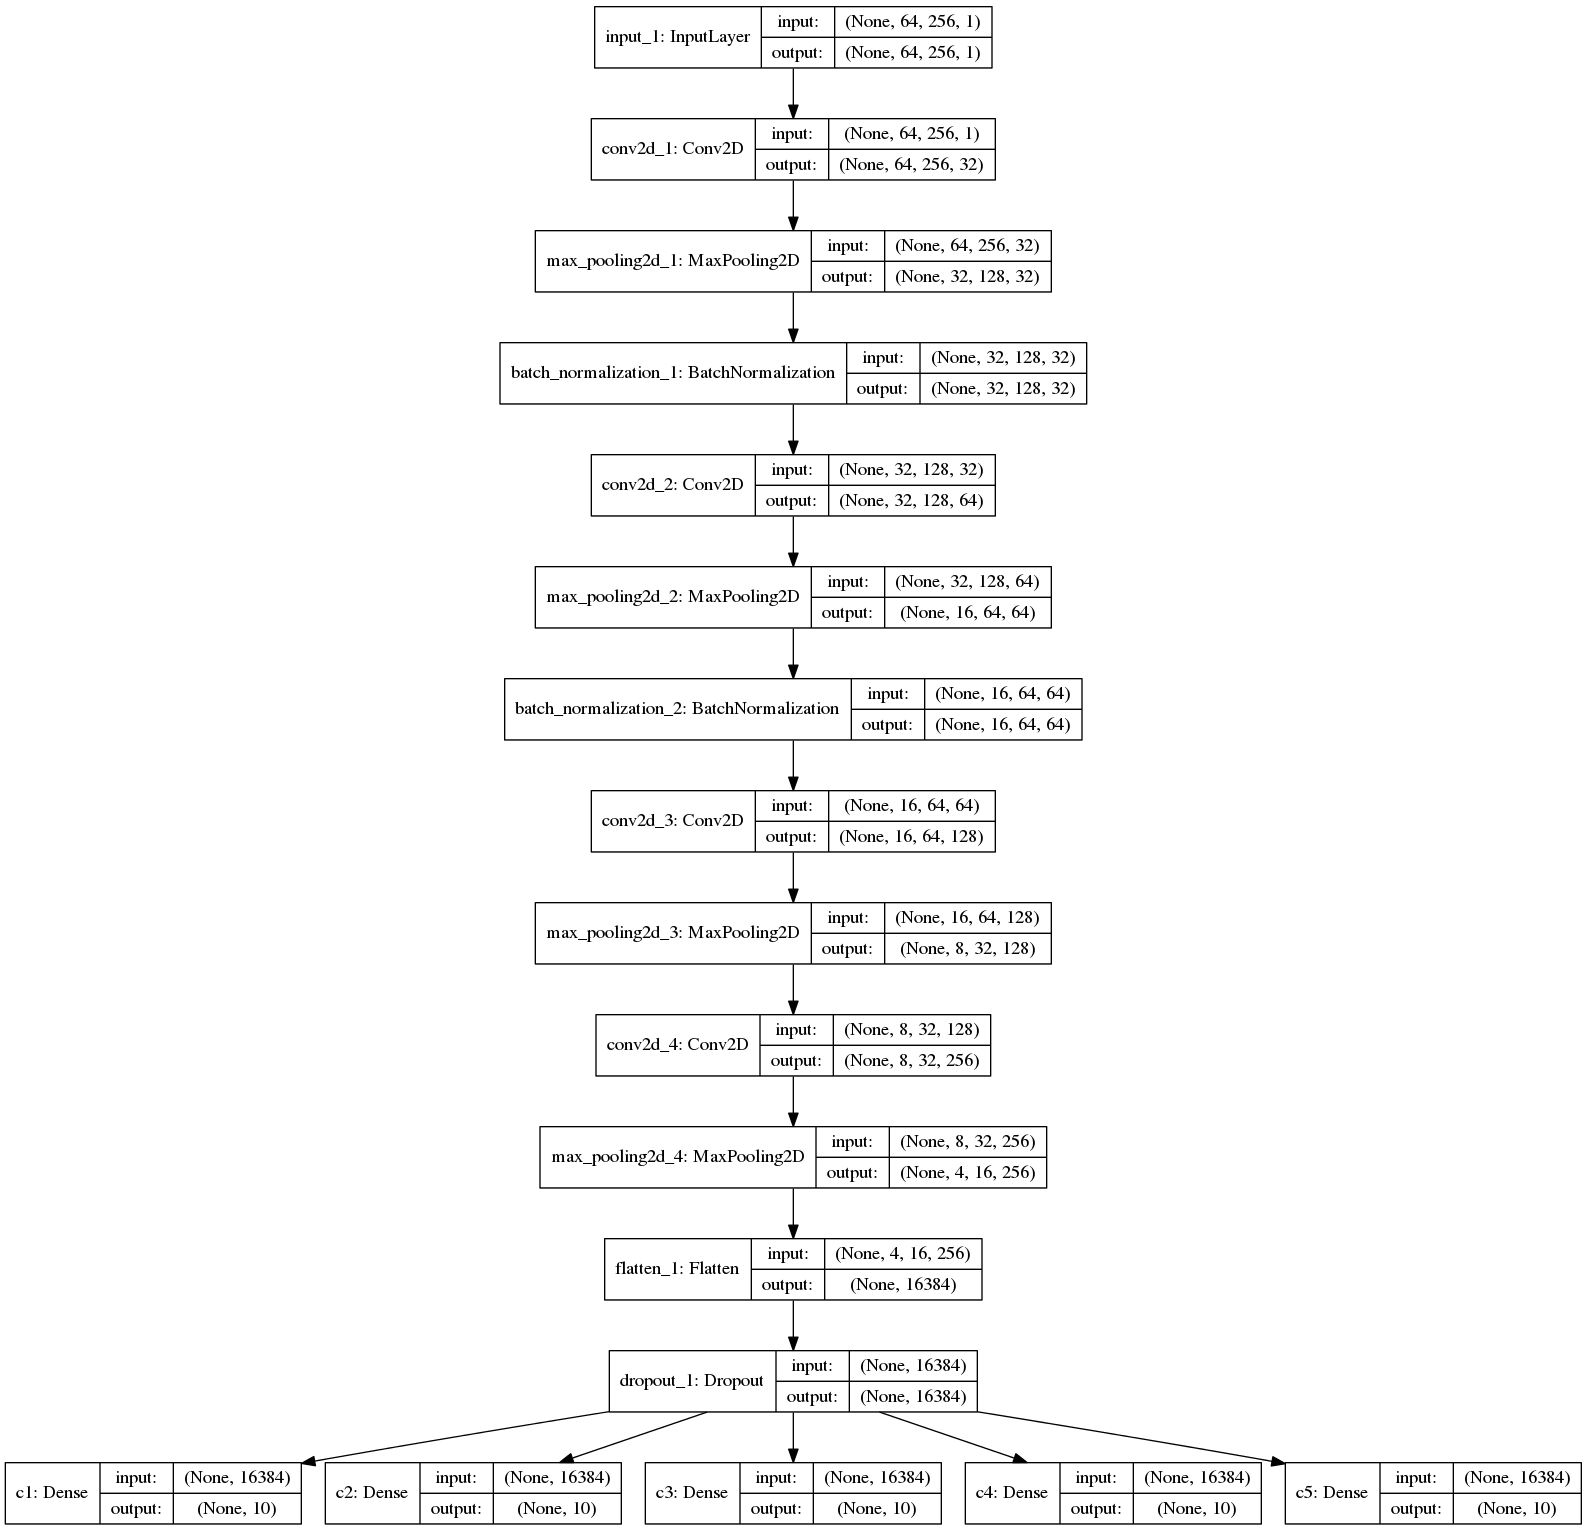 input_1: InputLayer
input: (None, 64, 256, 1)
output: (None, 64, 256, 1)
conv2d_1: Conv2D
input: (None, 64, 256, 1)
output: (None, 64, 256, 32)
max_pooling2d_1: MaxPooling2D
input: (None, 64, 256, 32)
output: (None, 32, 128, 32)
batch_normalization_1: BatchNormalization
input: (None, 32, 128, 32)
output: (None, 32, 128, 32)
conv2d_2: Conv2D
input: (None, 32, 128, 32)
output: (None, 32, 128, 64)
max_pooling2d_2: MaxPooling2D
input: (None, 32, 128, 64)
output: (None, 16, 64, 64)
batch_normalization_2: BatchNormalization
input: (None, 16, 64, 64)
output: (None, 16, 64, 64)
conv2d_3: Conv2D
input: (None, 16, 64, 64)
output: (None, 16, 64, 128)
max_pooling2d_3: MaxPooling2D
input: (None, 16, 64, 128)
output: (None, 8, 32, 128)
conv2d_4: Conv2D
input: (None, 8, 32, 128)
output: (None, 8, 32, 256)
max_pooling2d_4: MaxPooling2D
input: (None, 8, 32, 256)
output: (None, 4, 16, 256)
flatten_1: Flatten
input: (None, 4, 16, 256)
output: (None, 16384)
dropout_1: Dropout
input: (None, 16384)
output: (None, 16384)
c1: Dense
input: (None, 16384)
output: (None, 10)
c2: Dense
input: (None, 16384)
output: (None, 10)
c3: Dense
input: (None, 16384)
output: (None, 10)
c4: Dense
input: (None, 16384)
output: (None, 10)
c5: Dense
input: (None, 16384)
output: (None, 10)